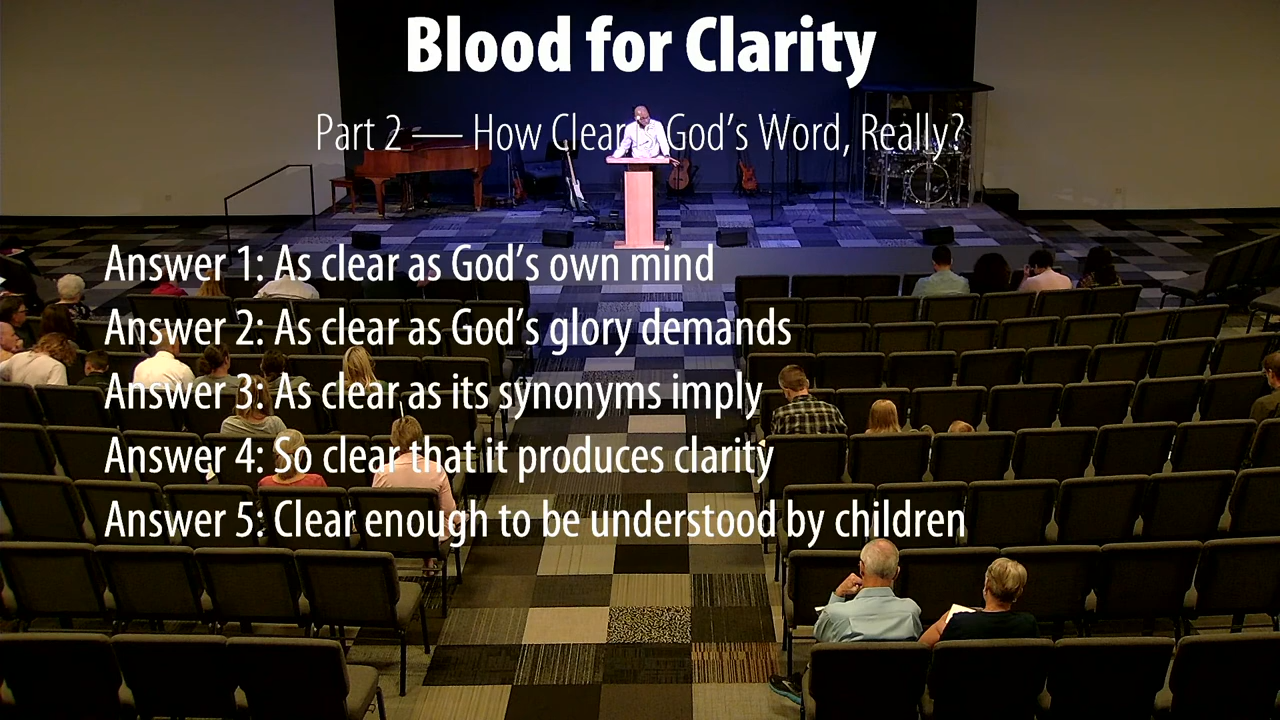 Blood for Clarity
Part 2 — How Clear God's Word, Really?
Answer 1: As clear as God's own mind
Answer 2: As clear as God's glory demands
Answer 3: As clear as its synonyms imply
Answer 4: So clear that it produces clarity
Answer 5: Clear enough to be understood by children